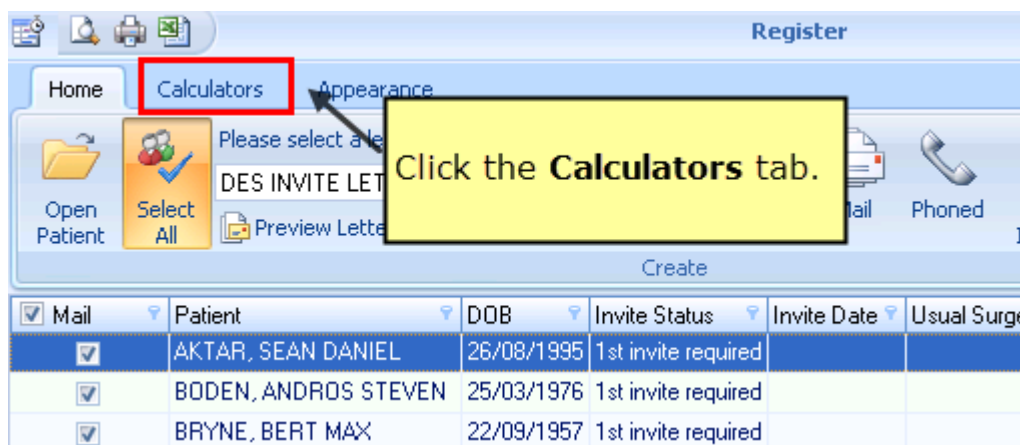 Register
Home Calculators Appearance
Please select a le
Click the Calculators tab.
DES INVITE LET
Open Patient
Select All
Preview Lette
ail
Phoned
Create
Mail Patient DOB Invite Status Invite Date Usual Surge
AKTAR, SEAN DANIEL 26/08/1995 1st invite required
BODEN, ANDROS STEVEN 25/03/1976 1st invite required
BRYNE, BERT MAX 22/09/1957 1st invite required